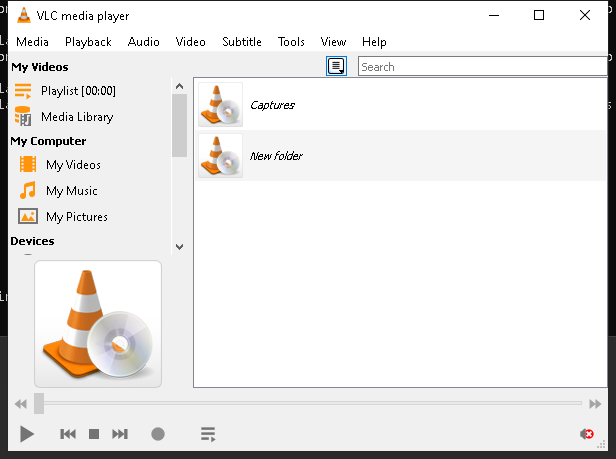 VLC media player
Media Playback Audio Video Subtitle Tools View Help
My Videos
Search
Playlist [00:00]
Media Library
My Computer
My Videos
My Music
My Pictures
Devices
Captures
New folder